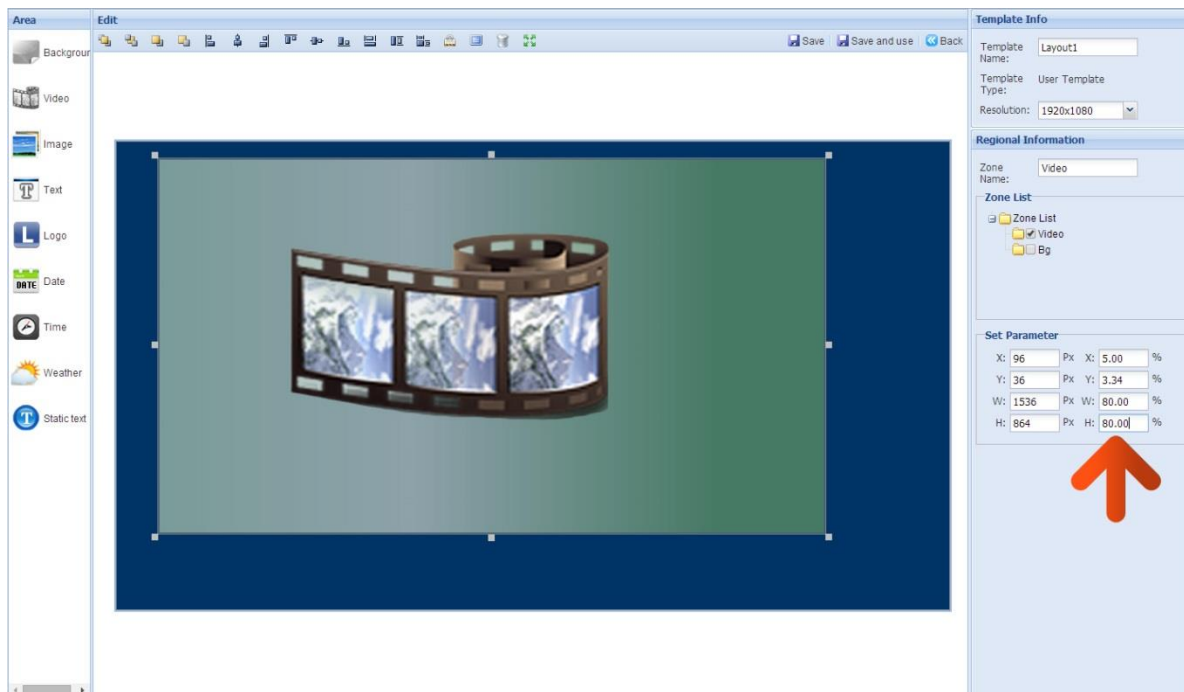 Area
Backgrour
Video
Image
T Text
L Logo
DATE Date
Time
Weather
T Static text
Edit
Save Save and use Back
Template Info
Template Name: Layout1
Template Type: User Template
Resolution: 1920x1080
Regional Information
Zone Name: Video
Zone List
Zone List
Video
Bg
Set Parameter
X: 96 Px X: 5.00 %
Y: 36 Px Y: 3.34 %
W: 1536 Px W: 80.00 %
H: 864 Px H: 80.00 %